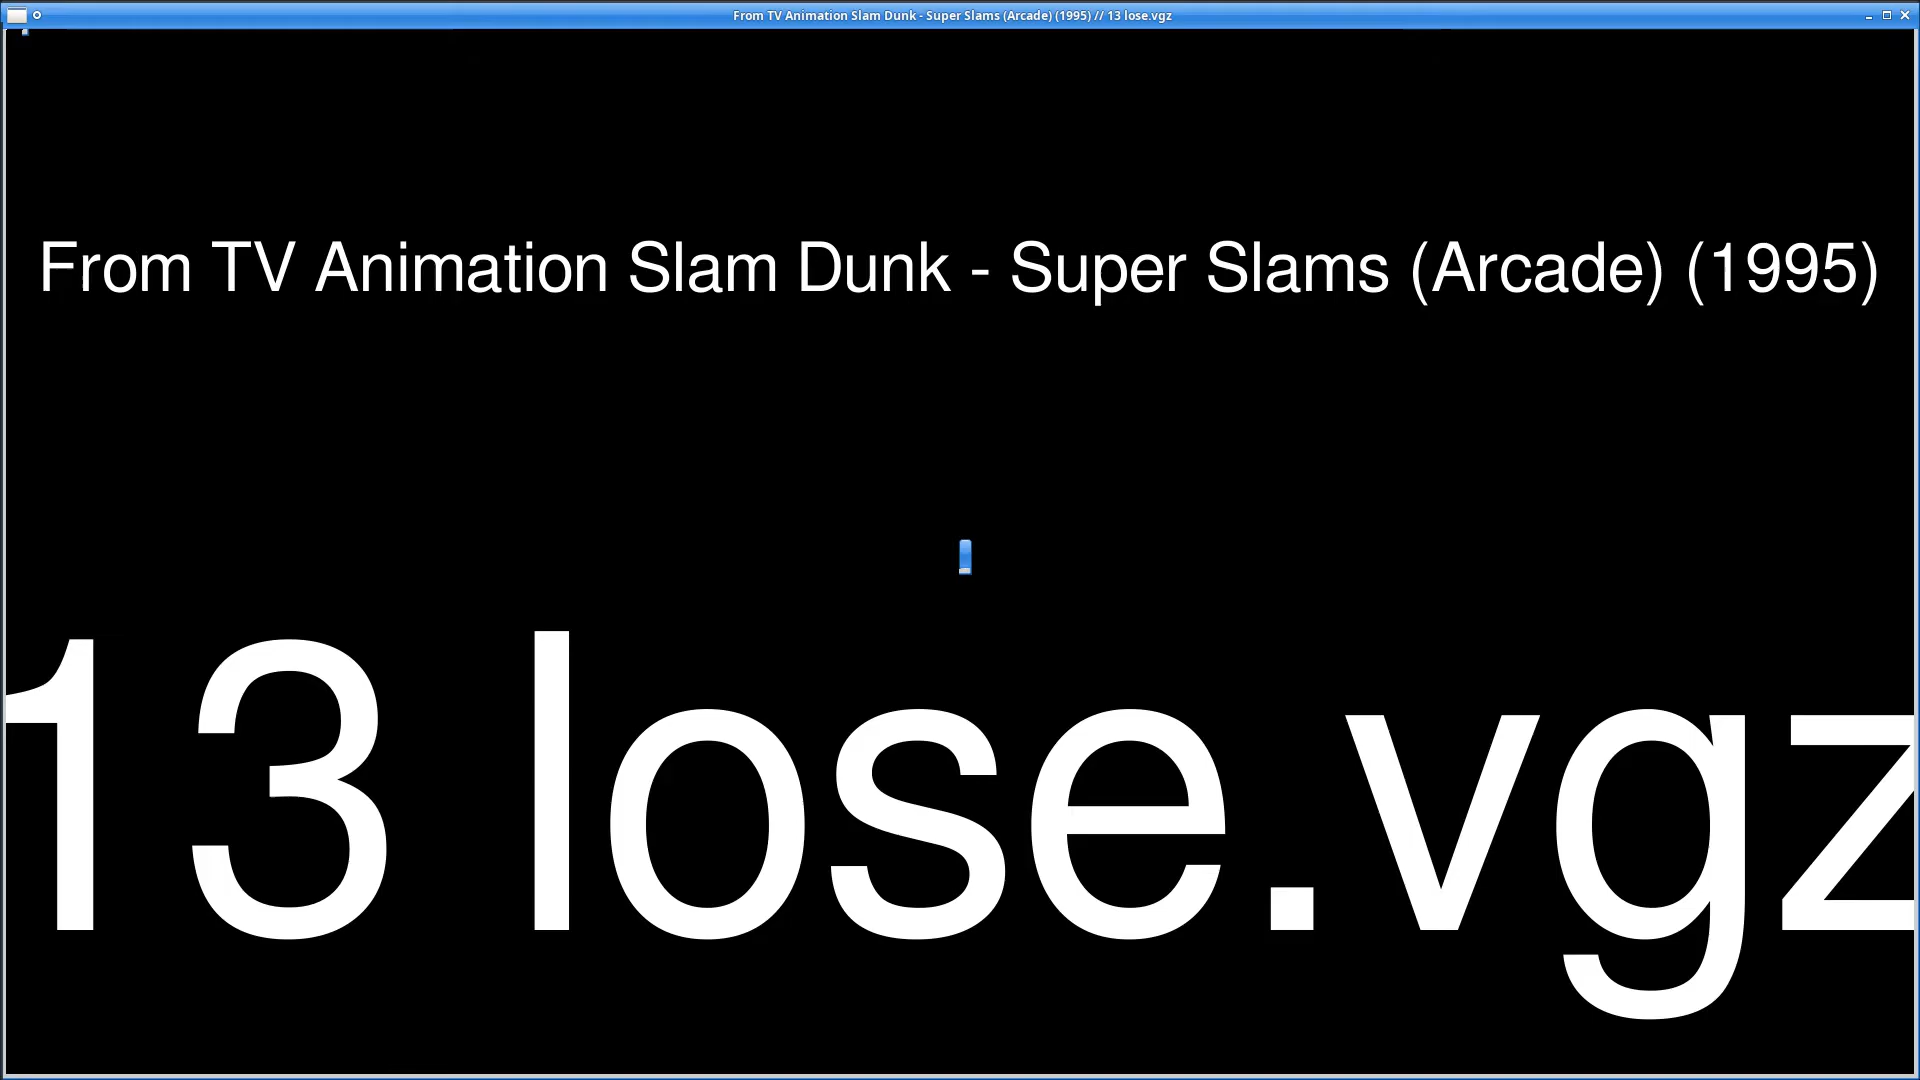 From TV Animation Slam Dunk - Super Slams (Arcade) (1995) // 13 lose.vgz
From TV Animation Slam Dunk - Super Slams (Arcade) (1995)
13 lose.vgz